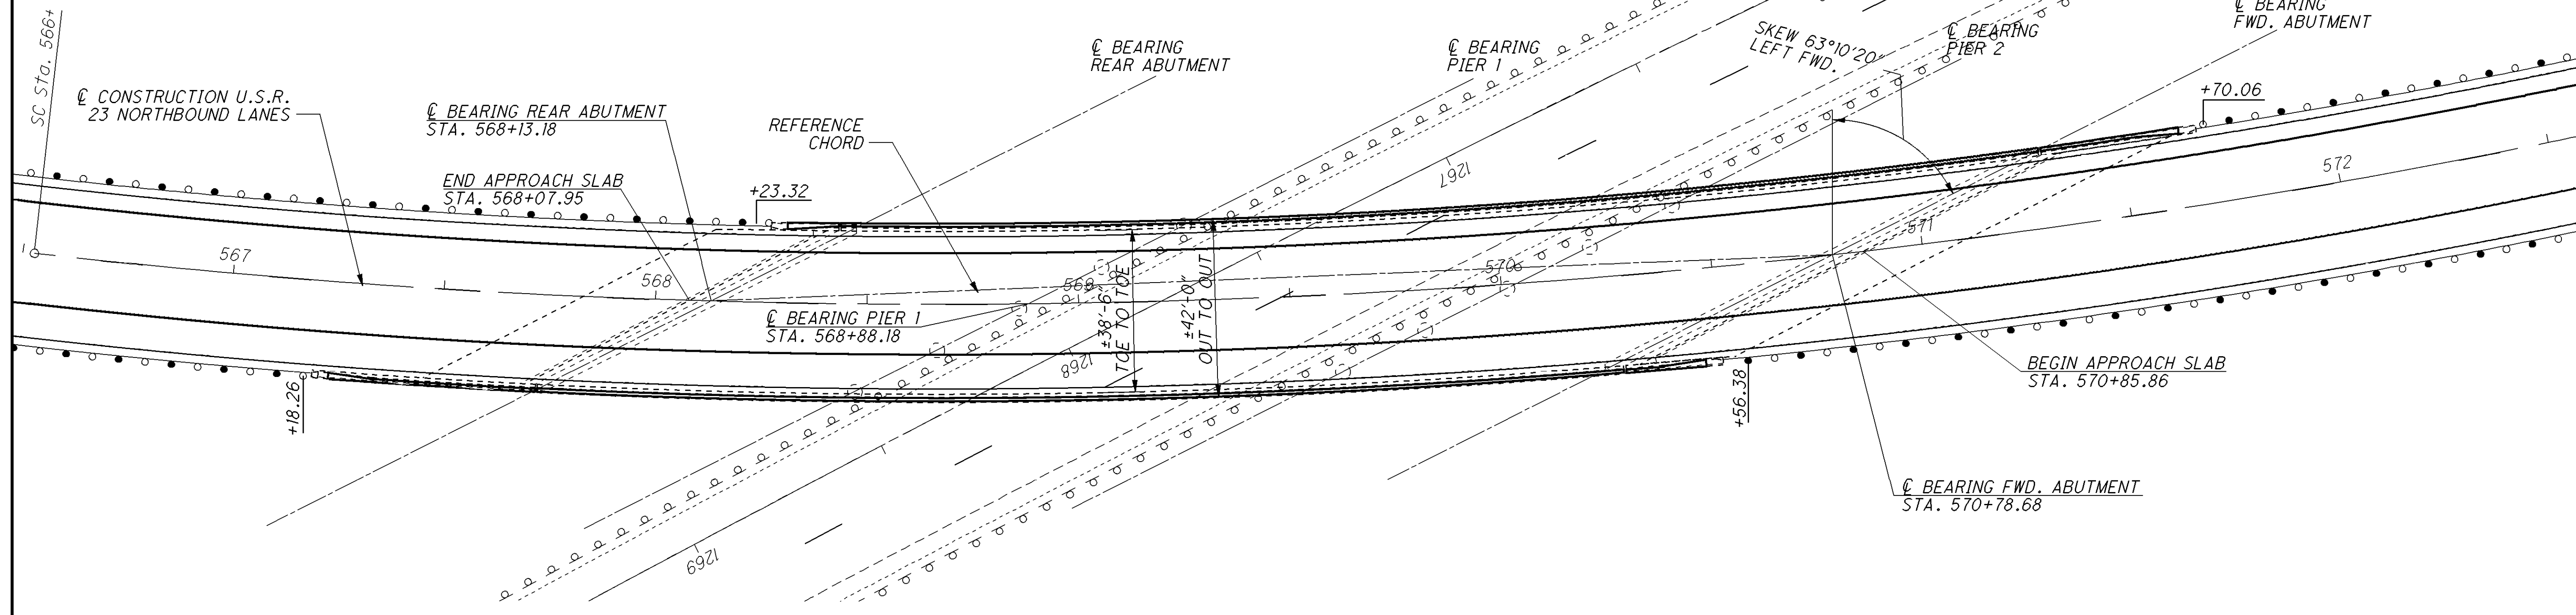 SC Sta. 566+
℄ CONSTRUCTION U.S.R.
23 NORTHBOUND LANES
℄ BEARING REAR ABUTMENT
STA. 568+13.18
END APPROACH SLAB
STA. 568+07.95
+23.32
REFERENCE
CHORD
℄ BEARING
REAR ABUTMENT
℄ BEARING
PIER 1
SKEW 63°10'20"
LEFT FWD.
℄ BEARING
PIER 2
℄ BEARING
FWD. ABUTMENT
+70.06
567
568
569
570
571
572
1267
1268
1269
℄ BEARING PIER 1
STA. 568+88.18
±38'-6"
TOE TO TOE
±42'-0"
OUT TO OUT
+18.26
+56.38
BEGIN APPROACH SLAB
STA. 570+85.86
℄ BEARING FWD. ABUTMENT
STA. 570+78.68